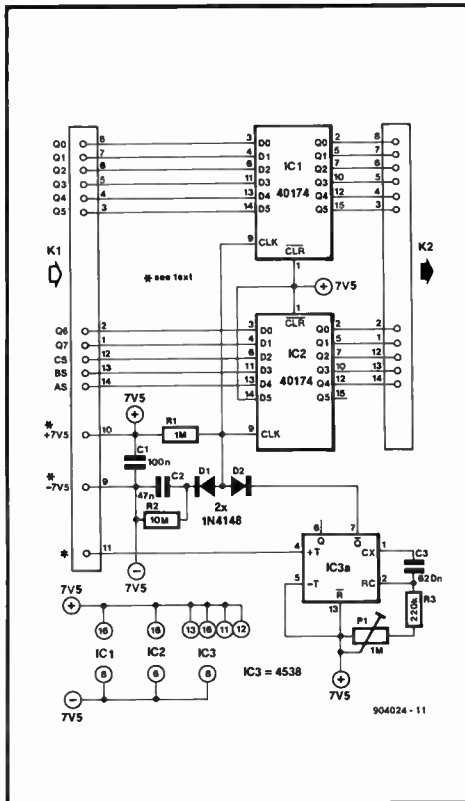 Q0 6 3 D0 Q0 2 8
Q1 7 4 D1 IC1 Q1 5 7
Q2 6 6 D2 Q2 7 6
Q3 5 11 D3 40174 Q3 10 5
Q4 4 13 D4 Q4 12 4
Q5 3 14 D5 Q5 15 3
9 CLK
CLR
K1 1 K2
* see text + 7V5
1
CLR
Q6 2 3 D0 Q0 2 2
Q7 1 4 D1 IC2 Q1 5 1
CS 12 6 D2 Q2 7 12
BS 13 11 D3 40174 Q3 10 13
AS 14 13 D4 Q4 12 14
7V5 14 D5 Q5 15
+
* R1
+7V5 10 1M 9 CLK
C1
100n
* C2 D1 D2
-7V5 9
47n
R2 2x
10M 1N4148
6 7
Q Q
* 11 4 +T CX 1 C3
5 -T IC3a 620n
7V5 RC 2
R R3
13 220k
+ P1
7V5 1M
16 16 13 16 11 12
IC1 IC2 IC3 IC3 = 4538 +
7V5
8 6 8
-
7V5
904024 - 11